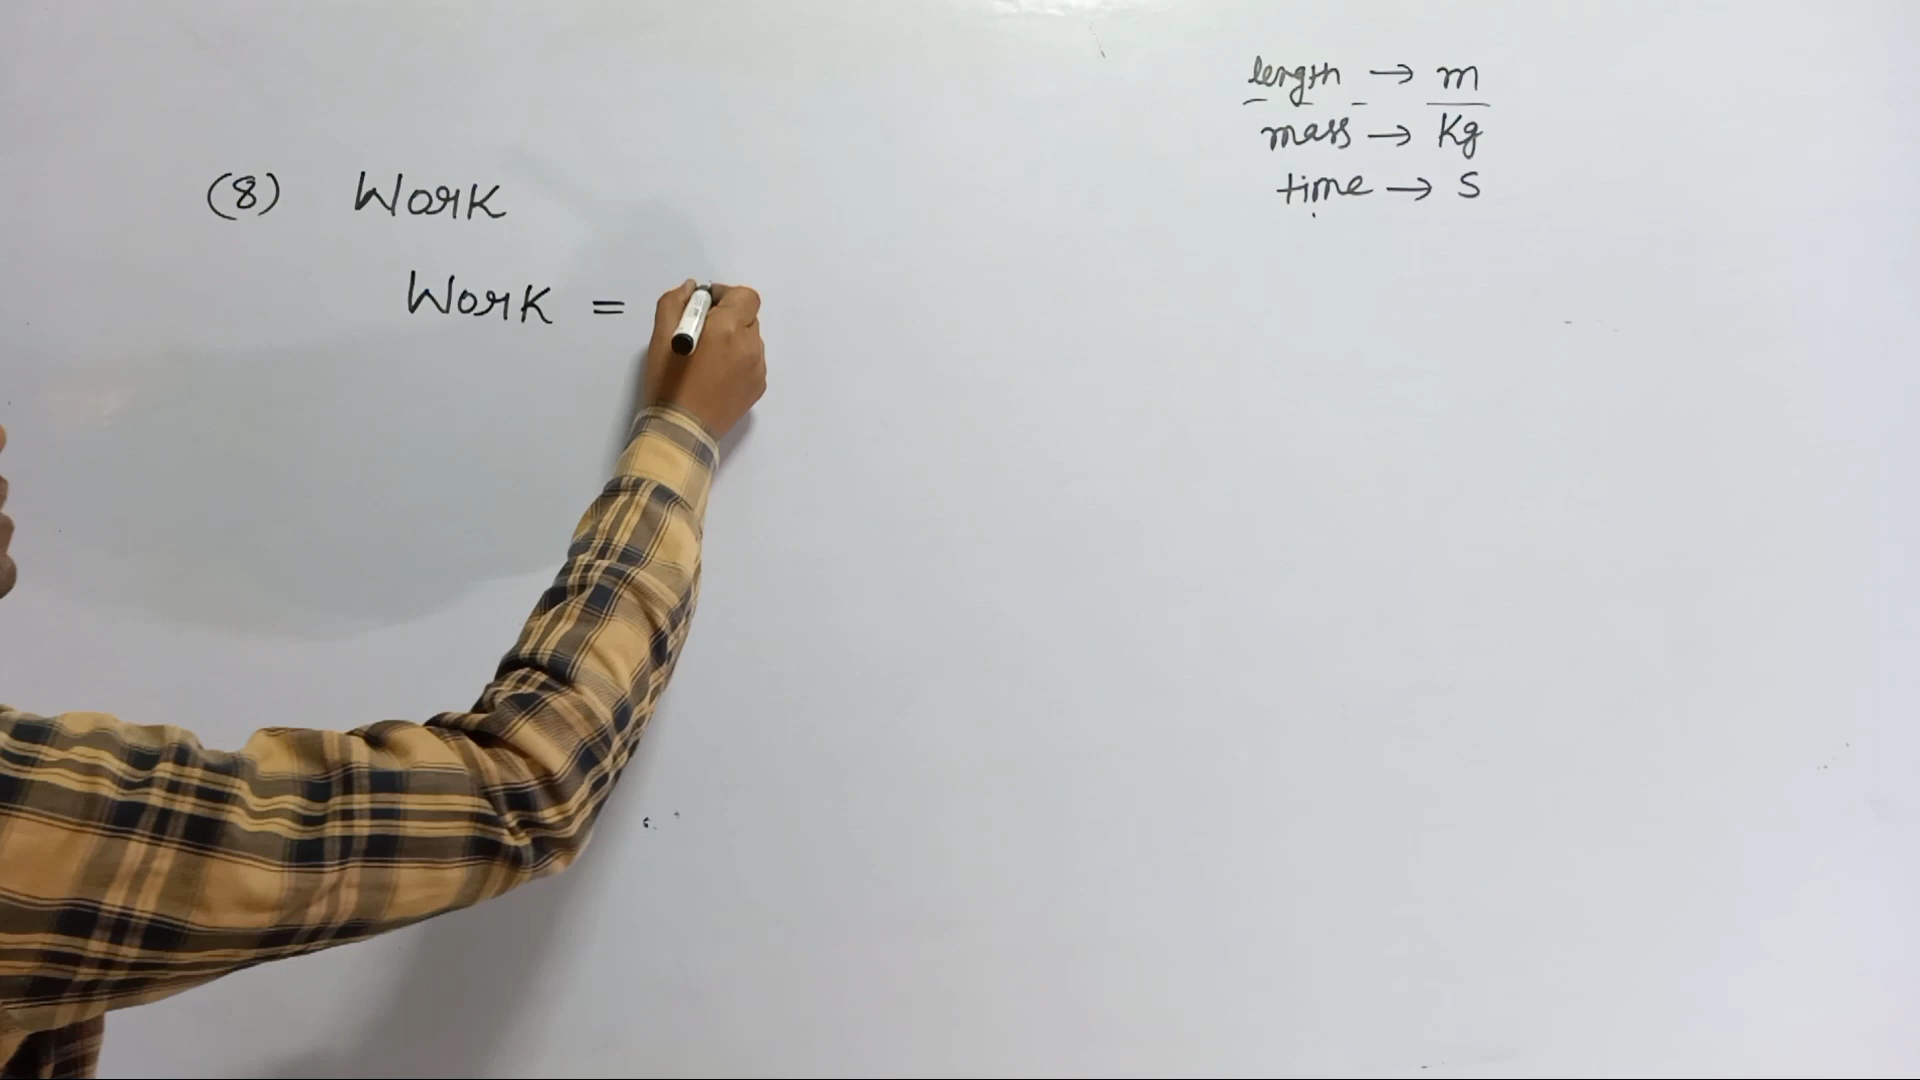 length → m
mass → Kg
time → s
(8) Work
Work =